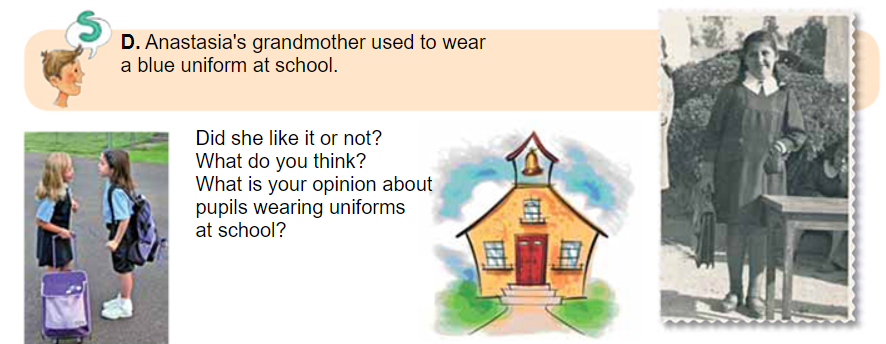 S
D. Anastasia's grandmother used to wear
a blue uniform at school.
Did she like it or not?
What do you think?
What is your opinion about
pupils wearing uniforms
at school?